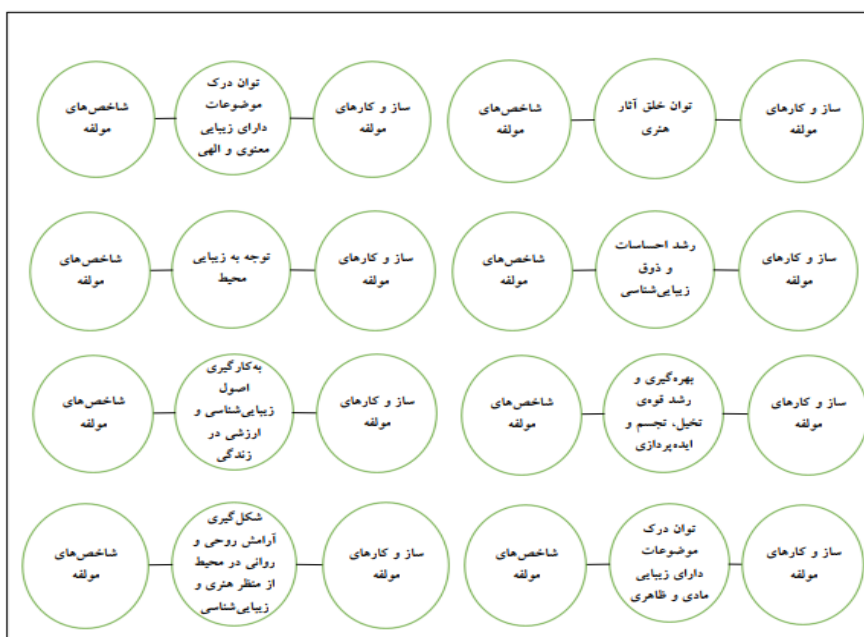 ساز و کارهای
مولفه
توان خلق آثار
هنری
شاخص‌های
مولفه
ساز و کارهای
مولفه
توان درک
موضوعات
دارای زیبایی
معنوی و الهی
شاخص‌های
مولفه
ساز و کارهای
مولفه
رشد احساسات
و ذوق
زیبایی‌شناسی
شاخص‌های
مولفه
ساز و کارهای
مولفه
توجه به زیبایی
محیط
شاخص‌های
مولفه
ساز و کارهای
مولفه
بهره‌گیری و
رشد قوه‌ی
تخیل، تجسم و
ایده‌پردازی
شاخص‌های
مولفه
ساز و کارهای
مولفه
به‌کارگیری
اصول
زیبایی‌شناسی و
ارزشی در
زندگی
شاخص‌های
مولفه
ساز و کارهای
مولفه
توان درک
موضوعات
دارای زیبایی
مادی و ظاهری
شاخص‌های
مولفه
ساز و کارهای
مولفه
شکل‌گیری
آرامش روحی و
روانی در محیط
از منظر هنری و
زیبایی‌شناسی
شاخص‌های
مولفه